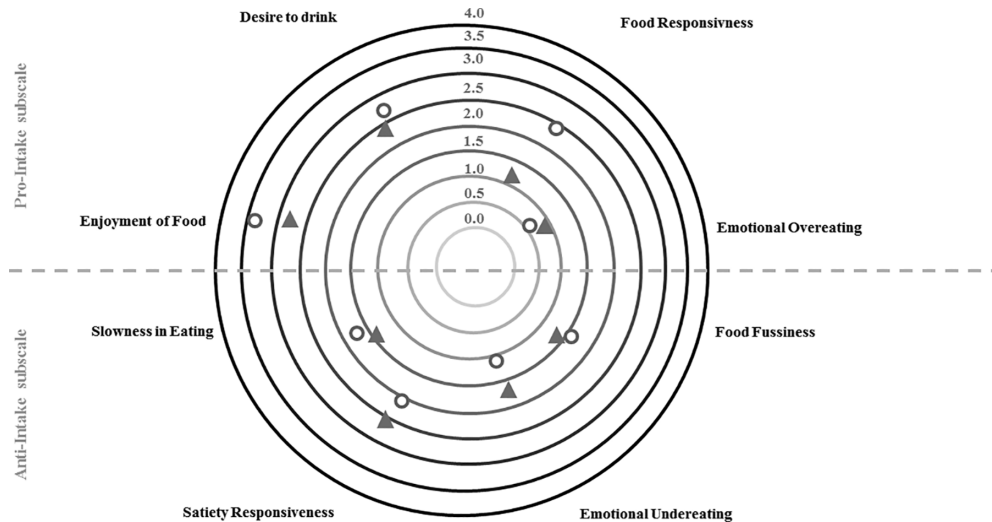 Desire to drink
4.0
Food Responsivness
3.5
3.0
2.5
2.0
1.5
1.0
0.5
0.0
Pro-Intake subscale
Enjoyment of Food
Emotional Overeating
Slowness in Eating
Food Fussiness
Anti-Intake subscale
Satiety Responsiveness
Emotional Undereating